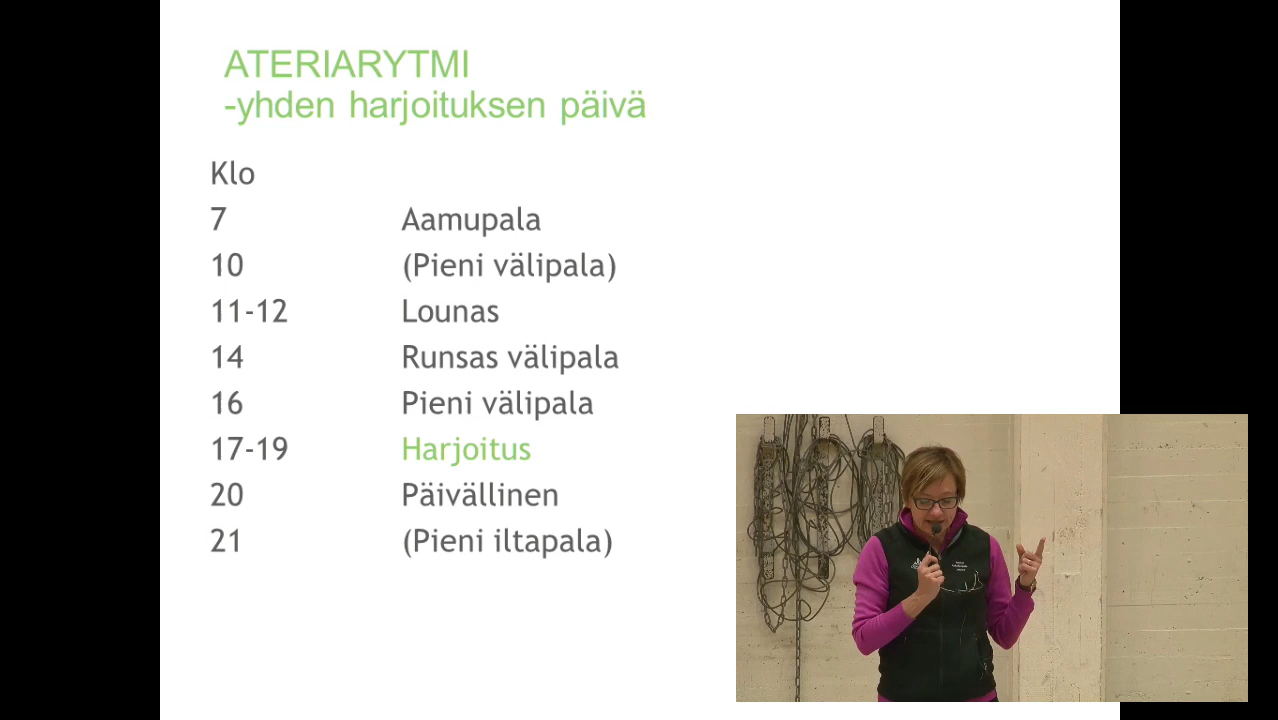 ATERIARYTMI
-yhden harjoituksen päivä
Klo
7 Aamupala
10 (Pieni välipala)
11-12 Lounas
14 Runsas välipala
16 Pieni välipala
17-19 Harjoitus
20 Päivällinen
21 (Pieni iltapala)